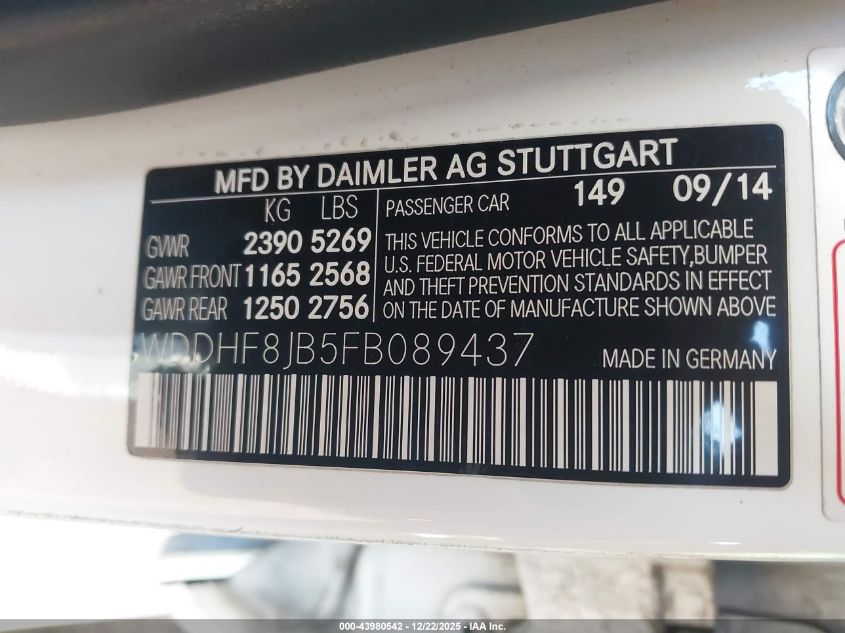 MFD BY DAIMLER AG STUTTGART
KG LBS
GVWR 2390 5269
GAWR FRONT 1165 2568
GAWR REAR 1250 2756
PASSENGER CAR 149 09/14
THIS VEHICLE CONFORMS TO ALL APPLICABLE
U.S. FEDERAL MOTOR VEHICLE SAFETY,BUMPER
AND THEFT PREVENTION STANDARDS IN EFFECT
ON THE DATE OF MANUFACTURE SHOWN ABOVE
WDDHF8JB5FB089437 MADE IN GERMANY
000-43980542 - 12/22/2025 - IAA Inc.